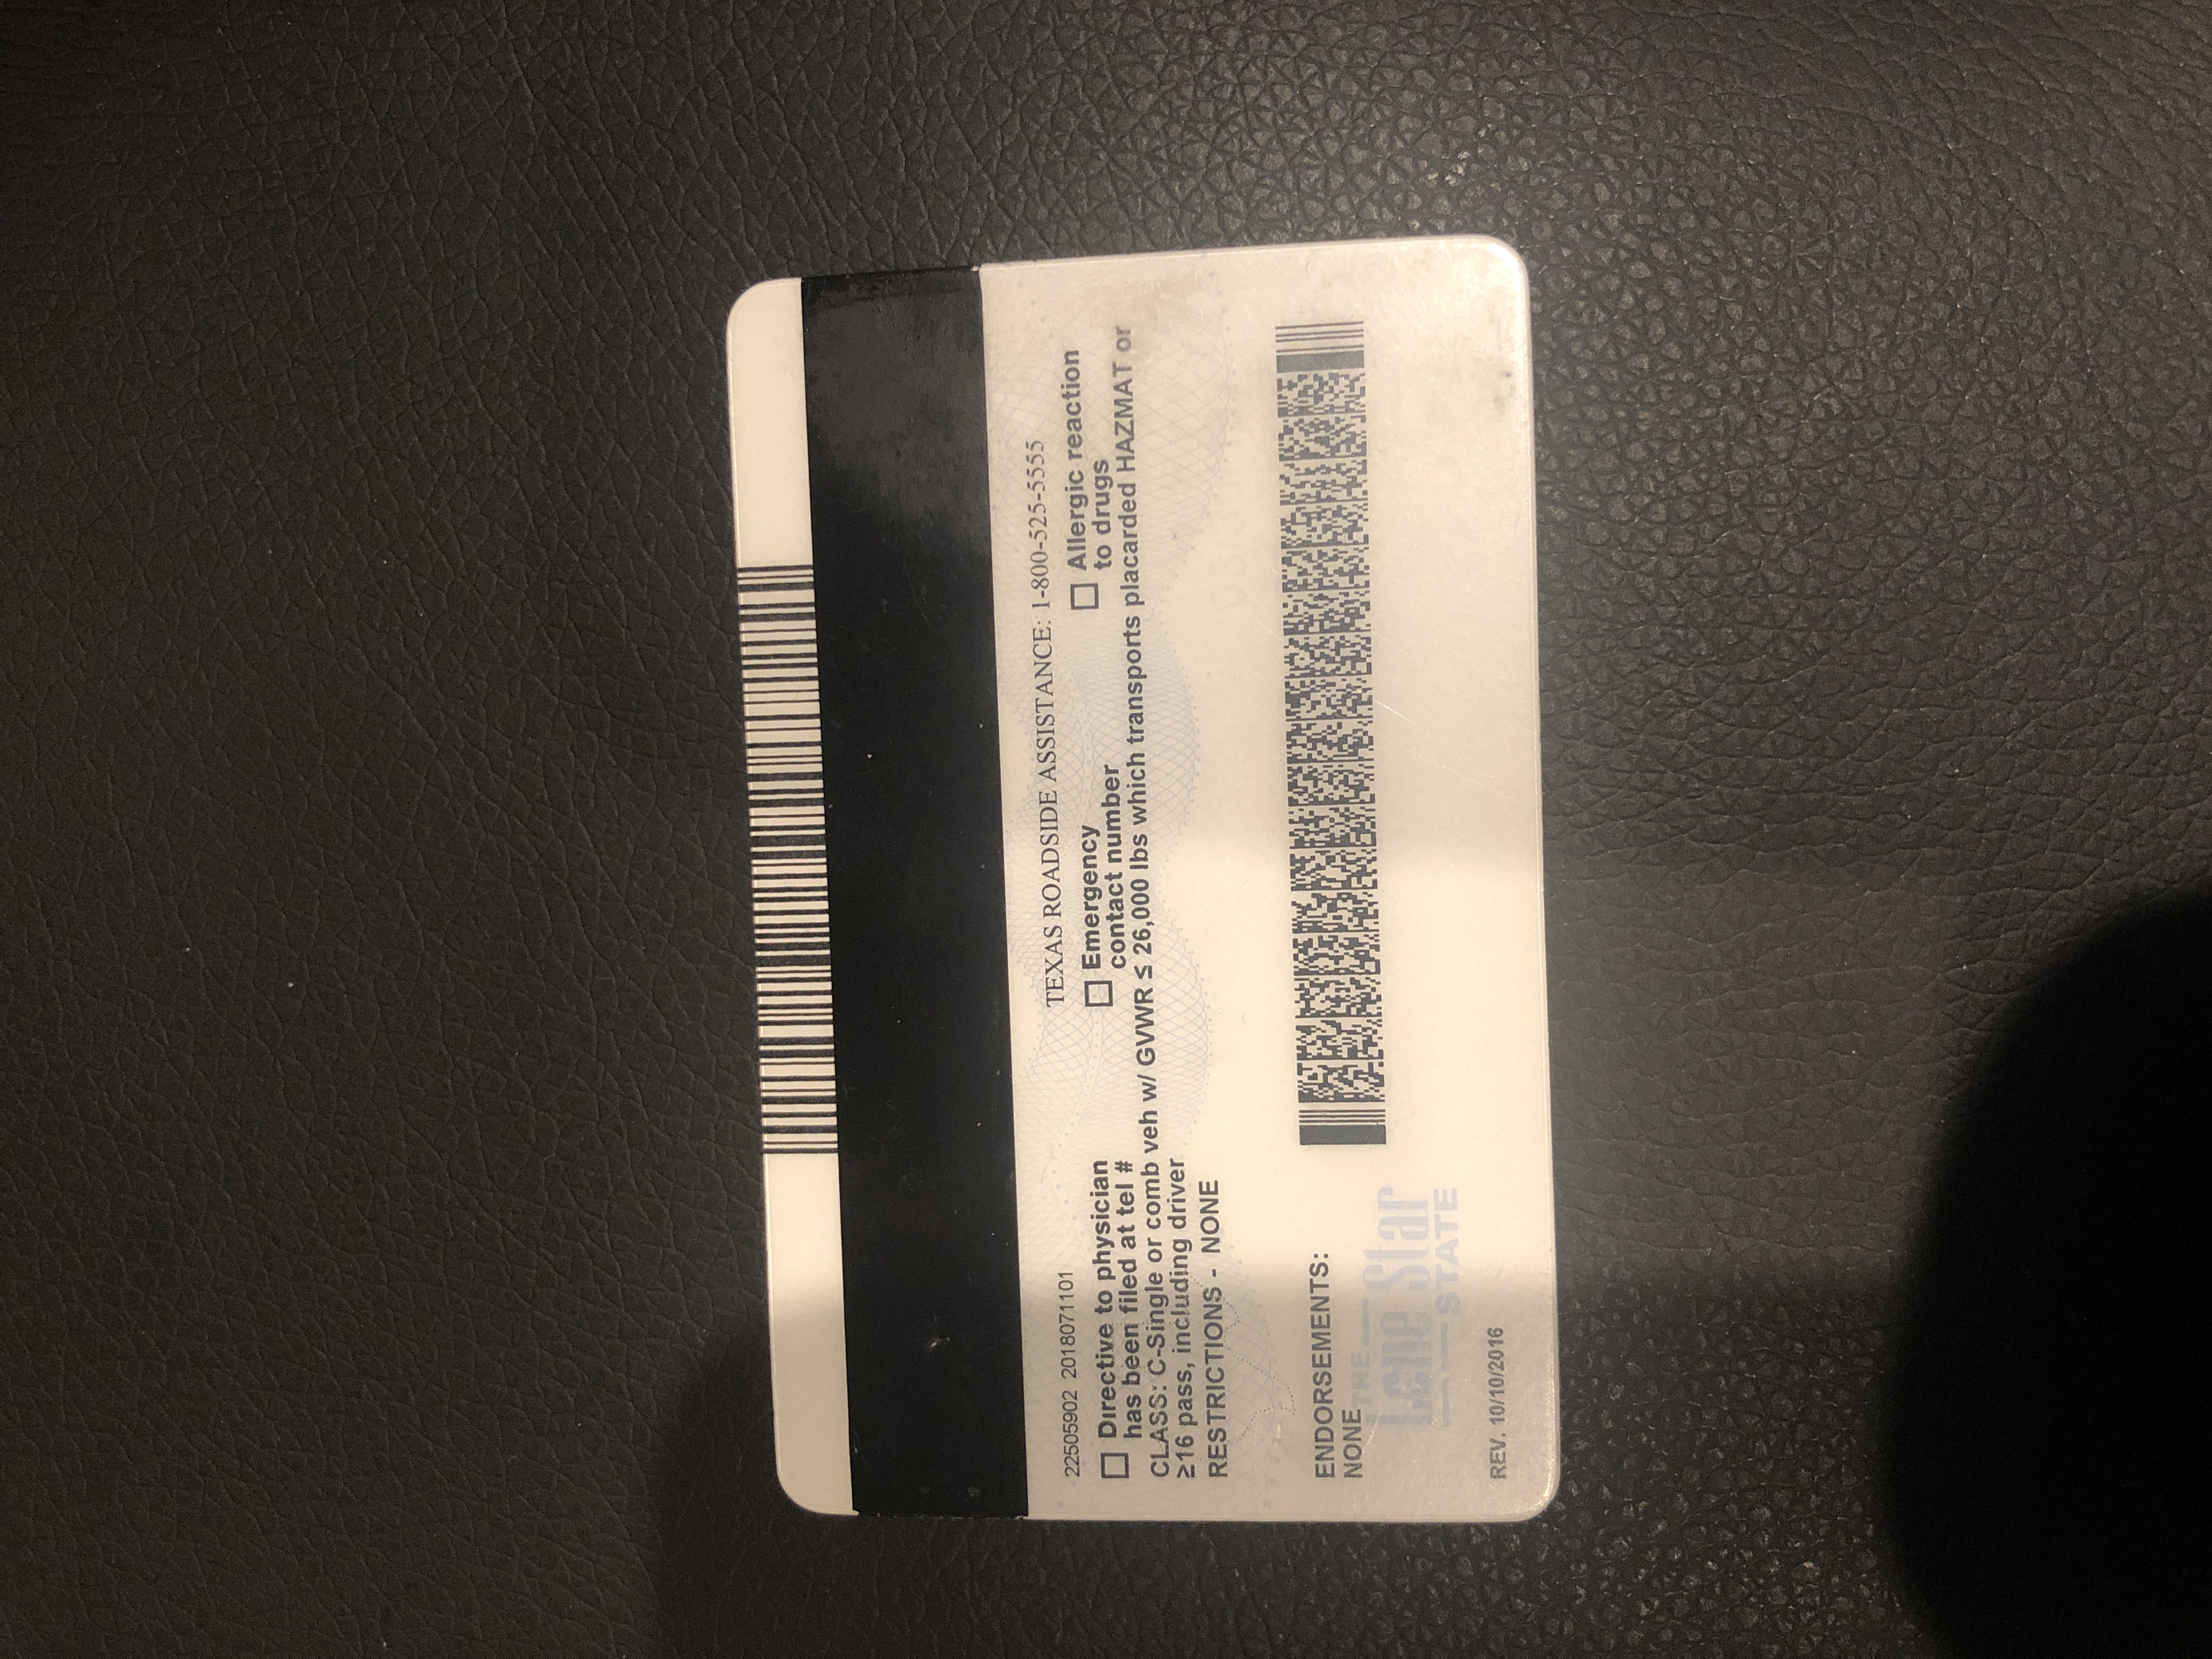 22505902 2018071101
TEXAS ROADSIDE ASSISTANCE: 1-800-525-5555
Directive to physician
has been filed at tel #
Emergency
contact number
Allergic reaction
to drugs
CLASS: C-Single or comb veh w/ GVWR ≤ 26,000 lbs which transports placarded HAZMAT or
≥16 pass, including driver
RESTRICTIONS - NONE
ENDORSEMENTS:
NONE
THE
Lone Star
STATE
REV. 10/10/2016